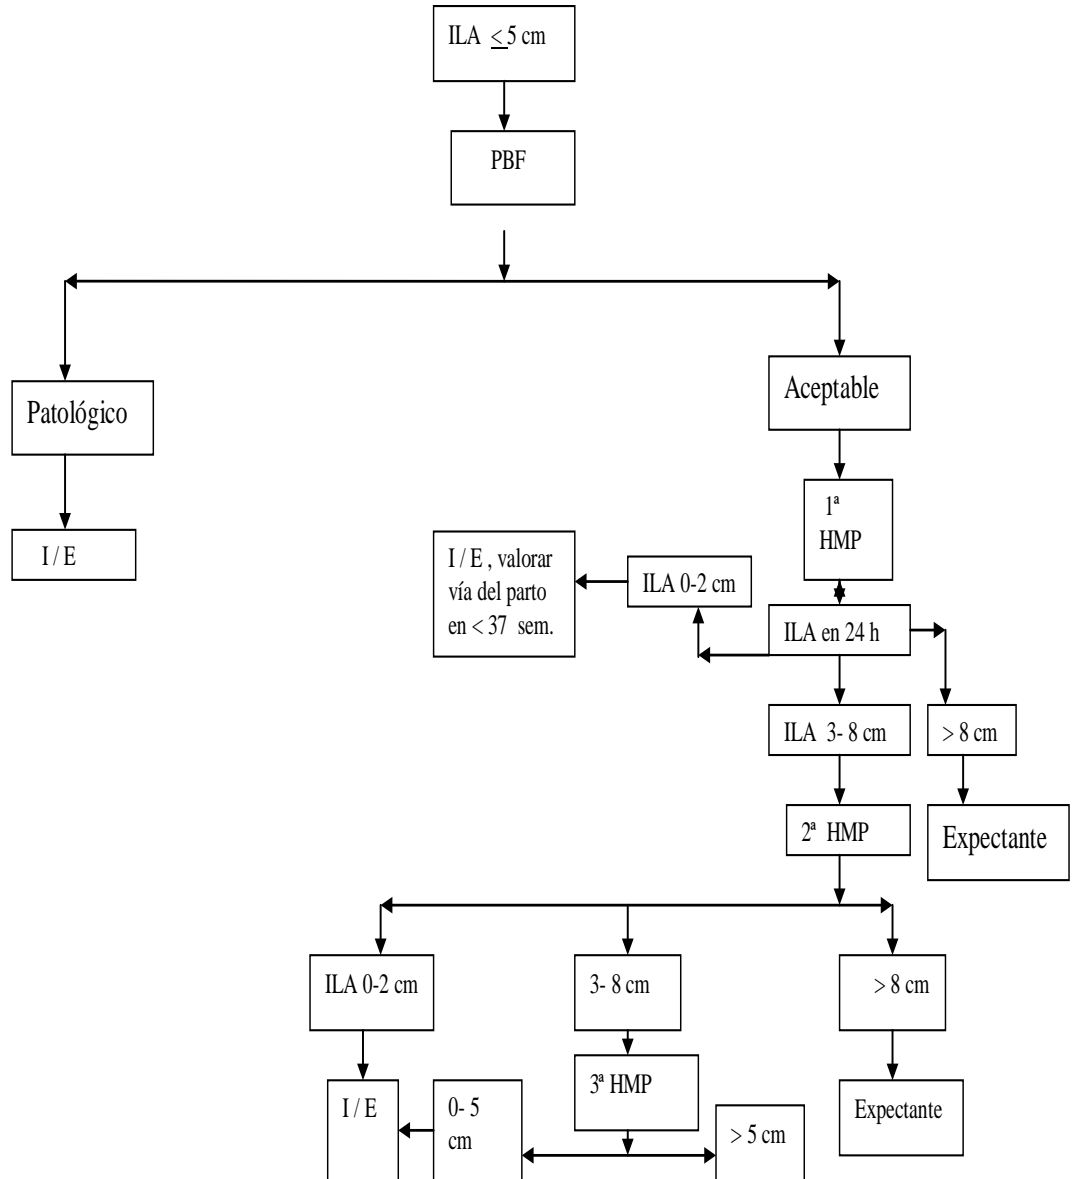 ILA ≤ 5 cm
PBF
Patológico
Aceptable
I / E
1ª
HMP
I / E , valorar
vía del parto
en < 37 sem.
ILA 0-2 cm
ILA en 24 h
ILA 3- 8 cm
> 8 cm
2ª HMP
Expectante
ILA 0-2 cm
3- 8 cm
> 8 cm
I / E
0- 5
cm
3ª HMP
> 5 cm
Expectante